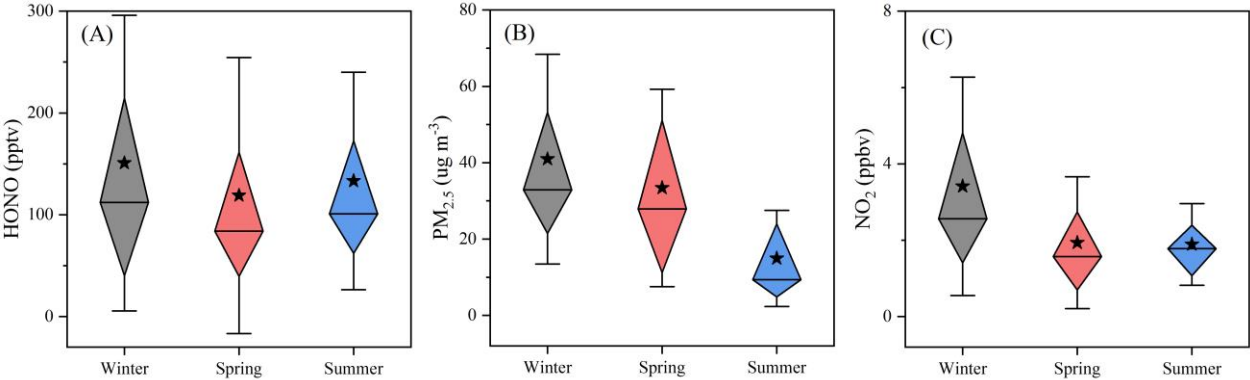 (A)
HONO (pptv)
300
200
100
0
Winter
Spring
Summer
(B)
PM2.5 (ug m-3)
80
60
40
20
0
Winter
Spring
Summer
(C)
NO2 (ppbv)
8
4
0
Winter
Spring
Summer